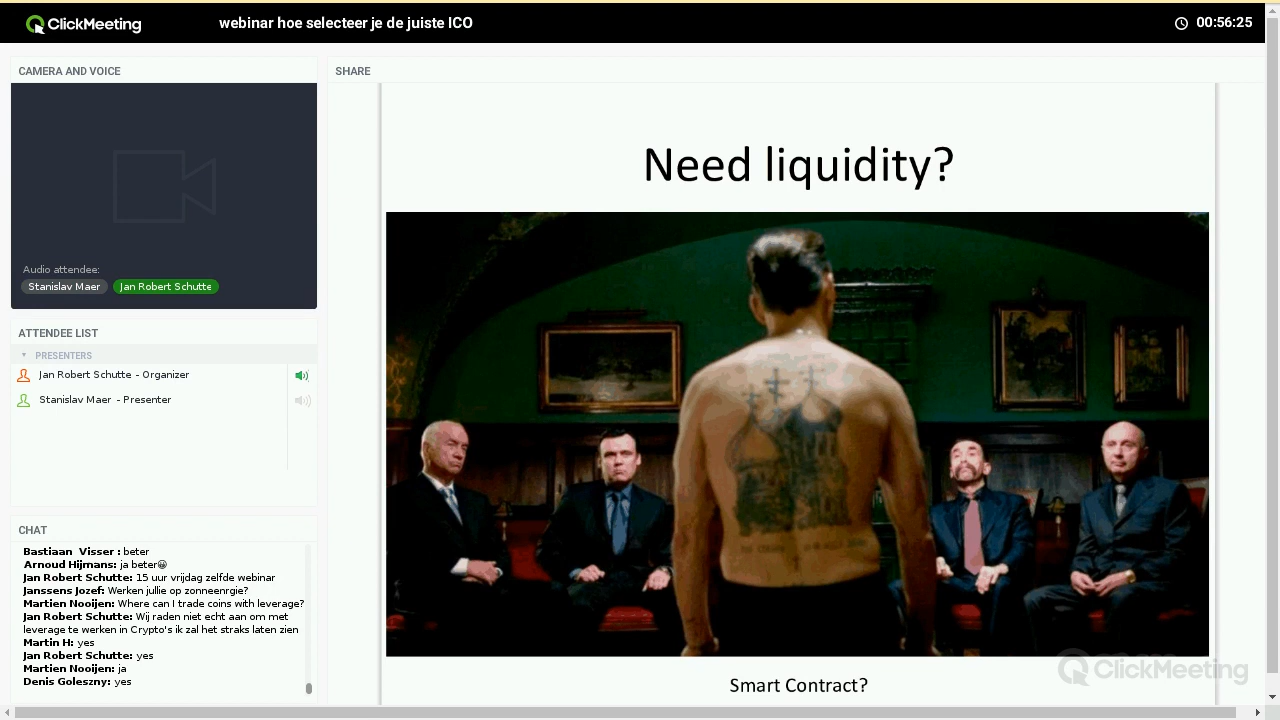 ClickMeeting
webinar hoe selecteer je de juiste ICO
00:56:25
CAMERA AND VOICE
Audio attendee:
Stanislav Maer
Jan Robert Schutte
ATTENDEE LIST
PRESENTERS
Jan Robert Schutte - Organizer
Stanislav Maer - Presenter
CHAT
Bastiaan Visser : beter
Arnoud Hijmans: ja beter😀
Jan Robert Schutte: 15 uur vrijdag zelfde webinar
Janssens Jozef: Werken jullie op zonneenrgie?
Martien Nooijen: Where can I trade coins with leverage?
Jan Robert Schutte: Wij raden niet echt aan om met
leverage te werken in Crypto's ik zal het straks laten zien
Martin H: yes
Jan Robert Schutte: yes
Martien Nooijen: ja
Denis Goleszny: yes
SHARE
Need liquidity?
Smart Contract?
ClickMeeting